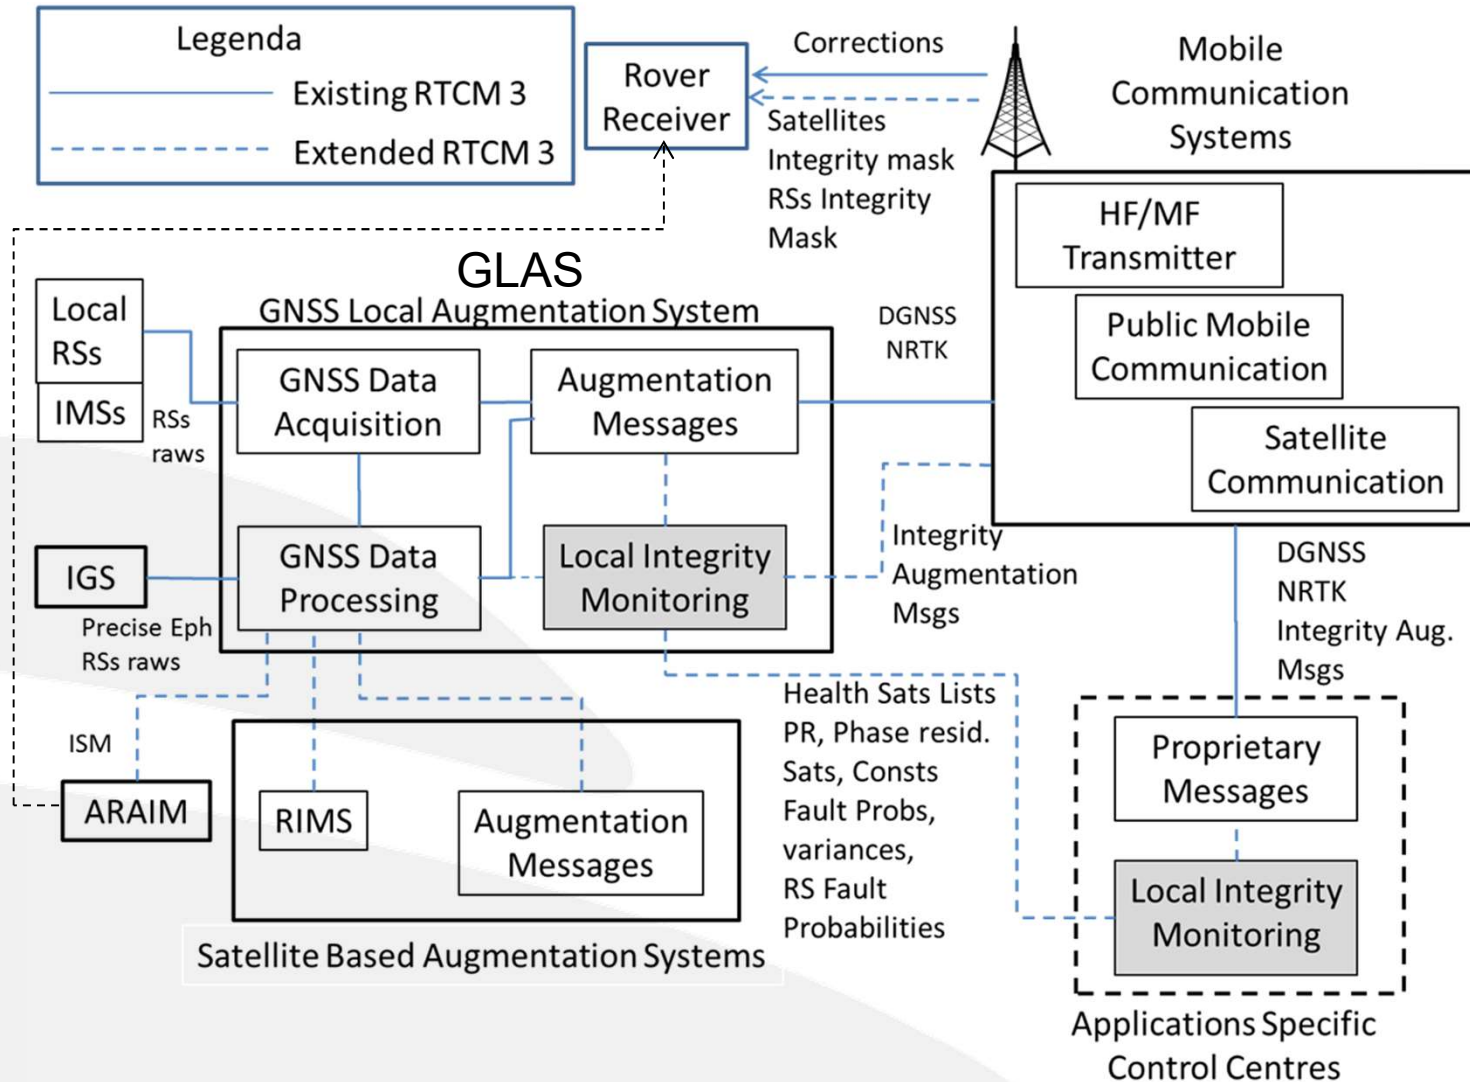 Legenda
Existing RTCM 3
Extended RTCM 3
Rover
Receiver
Corrections
Satellites
Integrity mask
RSs Integrity
Mask
Mobile
Communication
Systems
HF/MF
Transmitter
Public Mobile
Communication
Satellite
Communication
GLAS
GNSS Local Augmentation System
Local
RSs
IMSs
RSs
raws
GNSS Data
Acquisition
Augmentation
Messages
DGNSS
NRTK
IGS
Precise Eph
RSs raws
GNSS Data
Processing
Local Integrity
Monitoring
Integrity
Augmentation
Msgs
DGNSS
NRTK
Integrity Aug.
Msgs
ISM
ARAIM
RIMS
Augmentation
Messages
Satellite Based Augmentation Systems
Health Sats Lists
PR, Phase resid.
Sats, Consts
Fault Probs,
variances,
RS Fault
Probabilities
Proprietary
Messages
Local Integrity
Monitoring
Applications Specific
Control Centres